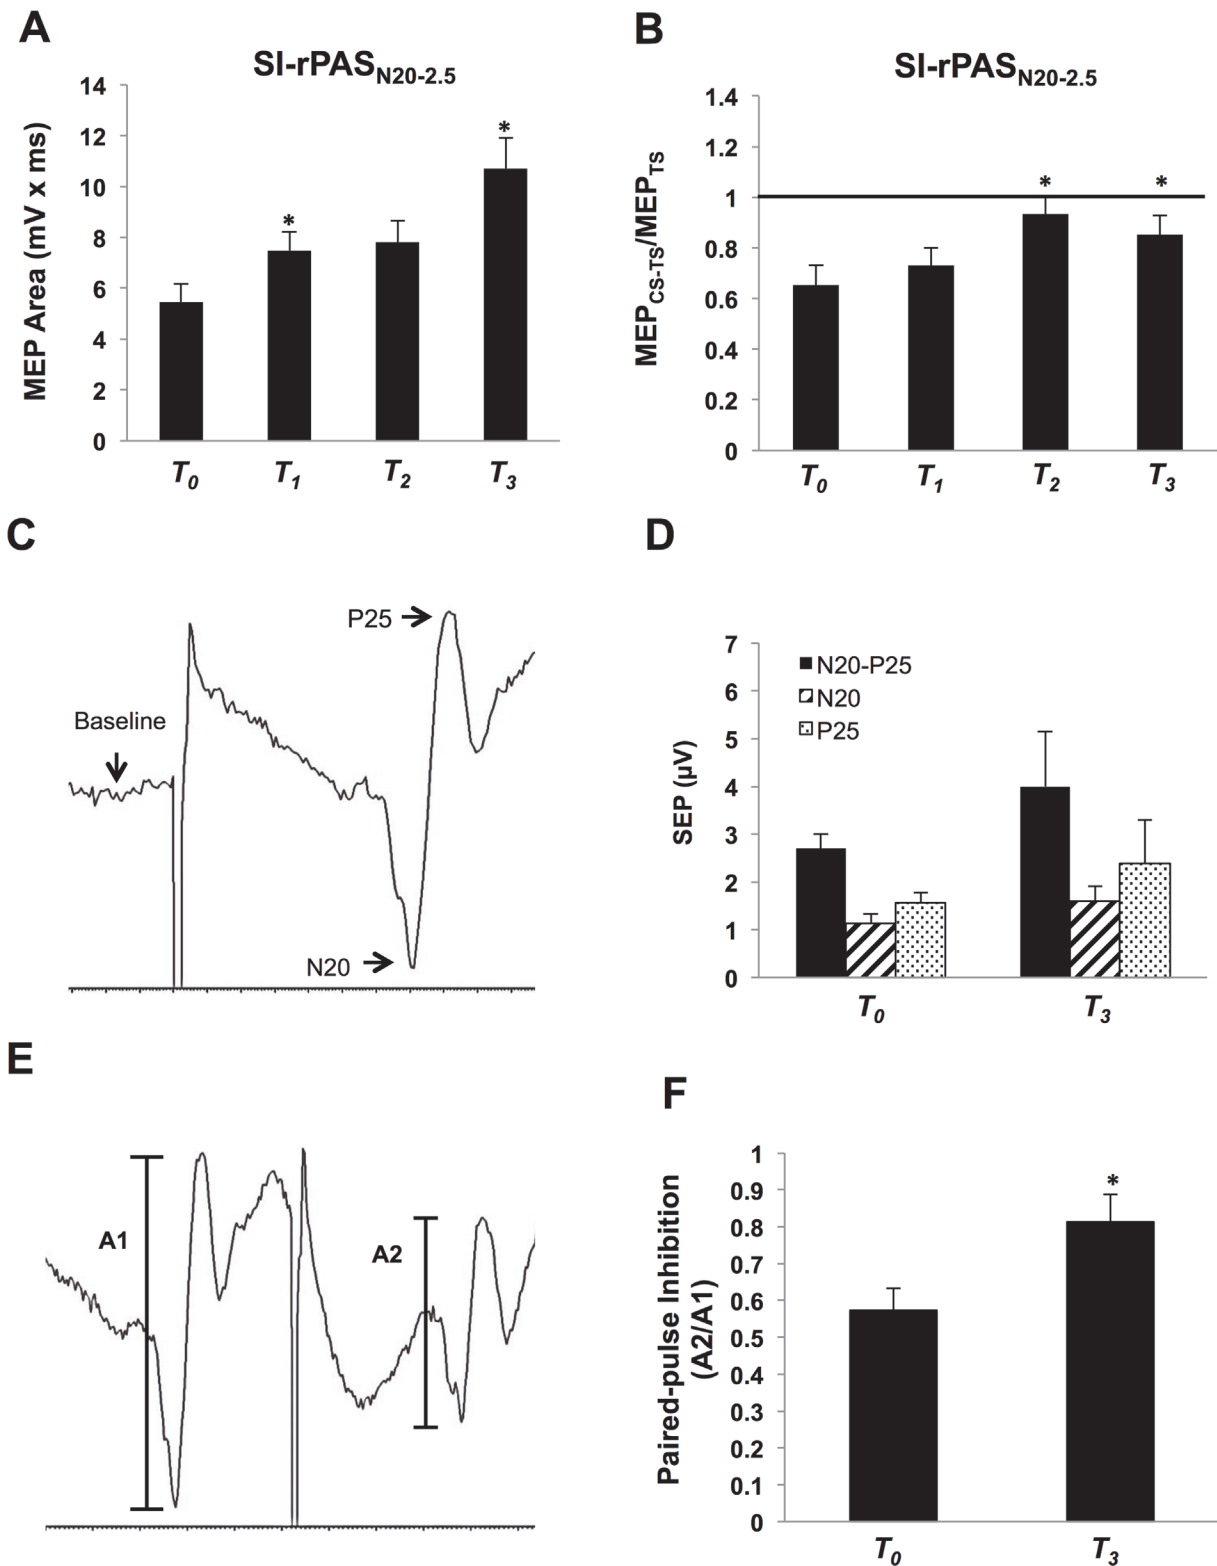 A
SI-rPAS N20-2.5
14
12
10
8
6
4
2
0
MEP Area (mV x ms)
*
*
T0
T1
T2
T3
B
SI-rPAS N20-2.5
1.4
1.2
1
0.8
0.6
0.4
0.2
0
MEP CS-TS/MEP TS
*
*
T0
T1
T2
T3
C
P25
Baseline
N20
D
7
6
5
4
3
2
1
0
SEP (µV)
N20-P25
N20
P25
T0
T3
E
A1
A2
F
1
0.9
0.8
0.7
0.6
0.5
0.4
0.3
0.2
0.1
0
Paired-pulse Inhibition
(A2/A1)
*
T0
T3